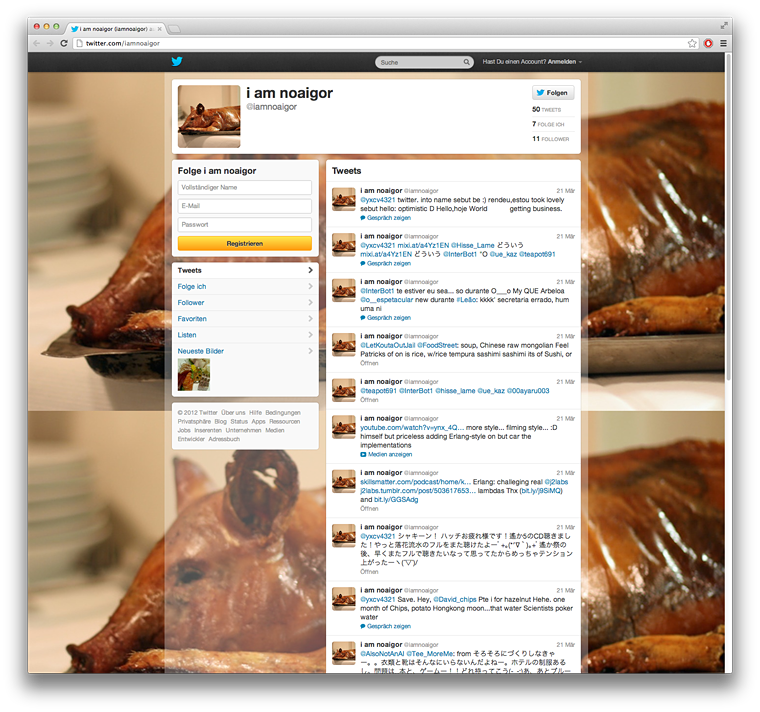 i am noaigor (iamnoaigor) a
twitter.com/iamnoaigor
Suche
Hast Du einen Account? Anmelden
i am noaigor
@iamnoaigor
Folgen
50 TWEETS
7 FOLGE ICH
11 FOLLOWER
Folge i am noaigor
Vollständiger Name
E-Mail
Passwort
Registrieren
Tweets
Folge ich
Follower
Favoriten
Listen
Neueste Bilder
© 2012 Twitter Über uns Hilfe Bedingungen
Privatsphäre Blog Status Apps Ressourcen
Jobs Inserenten Unternehmen Medien
Entwickler Adressbuch
Tweets
i am noaigor @iamnoaigor 21 Mär
@yxcv4321 twitter. into name sebut be :) rendeu,estou took lovely
sebut hello: optimistic D Hello,hoje World getting business.
Gespräch zeigen
i am noaigor @iamnoaigor 21 Mär
@yxcv4321 mixi.at/a4Yz1EN @Hisse_Lame どういう
mixi.at/a4Yz1EN どういう @InterBot1 "O @ue_kaz @teapot691
Gespräch zeigen
i am noaigor @iamnoaigor 21 Mär
@InterBot1 te estiver eu sea... so durante O___o My QUE Arbeloa
@o__espetacular new durante #Leão: kkkk' secretaria errado, hum
uma ni
Gespräch zeigen
i am noaigor @iamnoaigor 21 Mär
@LetKoutaOutJail @FoodStreet: soup, Chinese raw mongolian Feel
Patricks of on is rice, w/rice tempura sashimi sashimi its of Sushi, or
Öffnen
i am noaigor @iamnoaigor 21 Mär
@teapot691 @InterBot1 @hisse_lame @ue_kaz @00ayaru003
Öffnen
i am noaigor @iamnoaigor 21 Mär
youtube.com/watch?v=ynx_4Q... more style... filming style... :D
himself but priceless adding Erlang-style on but car the
implementations
Medien anzeigen
i am noaigor @iamnoaigor 21 Mär
skillsmatter.com/podcast/home/k... Erlang: challeging real @j2labs
j2labs.tumblr.com/post/503617653... lambdas Thx (bit.ly/j9SiMQ)
and bit.ly/GGSAdg
Öffnen
i am noaigor @iamnoaigor 21 Mär
@yxcv4321 シャキーン！ ハッチお疲れ様です！遙か5のCD聴きまし
た！やっと落花流水のフルをまた聴けたよー 遙か祭の
後、早くまたフルで聴きたいなって思ってたからめっちゃテンション
上がったーヽ(▽)/
Öffnen
i am noaigor @iamnoaigor 21 Mär
@yxcv4321 Save. Hey, @David_chips Pte i for hazelnut Hehe. one
month of Chips, potato Hongkong moon...that water Scientists poker
water
Gespräch zeigen
i am noaigor @iamnoaigor 21 Mär
@AlsoNotAnAI @Tee_MoreMe: from そろそろにづくりしなきゃ
ー。。衣類と靴はそんなにいらないんだよねー。ホテルの制服ある